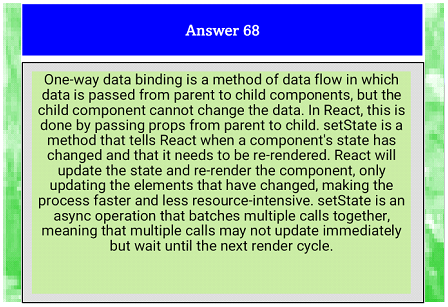 Answer 68
One-way data binding is a method of data flow in which
data is passed from parent to child components, but the
child component cannot change the data. In React, this is
done by passing props from parent to child. setState is a
method that tells React when a component's state has
changed and that it needs to be re-rendered. React will
update the state and re-render the component, only
updating the elements that have changed, making the
process faster and less resource-intensive. setState is an
async operation that batches multiple calls together,
meaning that multiple calls may not update immediately
but wait until the next render cycle.